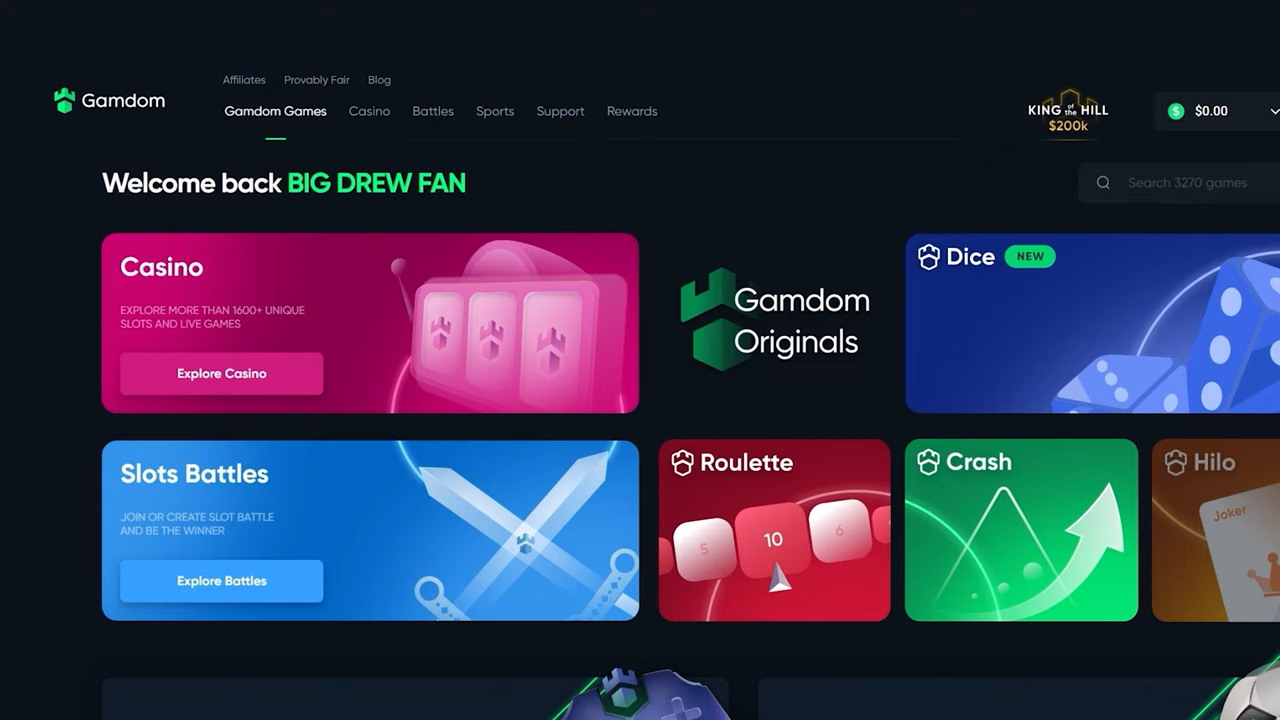 Affiliates Provably Fair Blog
Gamdom
Gamdom Games Casino Battles Sports Support Rewards
KING of the HILL
$200k
$0.00
Welcome back BIG DREW FAN
Search 3270 games
Casino
EXPLORE MORE THAN 1600+ UNIQUE
SLOTS AND LIVE GAMES
Explore Casino
Gamdom
Originals
Dice NEW
Slots Battles
JOIN OR CREATE SLOT BATTLE
AND BE THE WINNER
Explore Battles
Roulette
5 10 6
Crash
Hilo
Joker